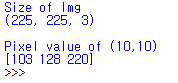 Size of Img
(225, 225, 3)
Pixel value of (10,10)
[103 128 220]
>>>